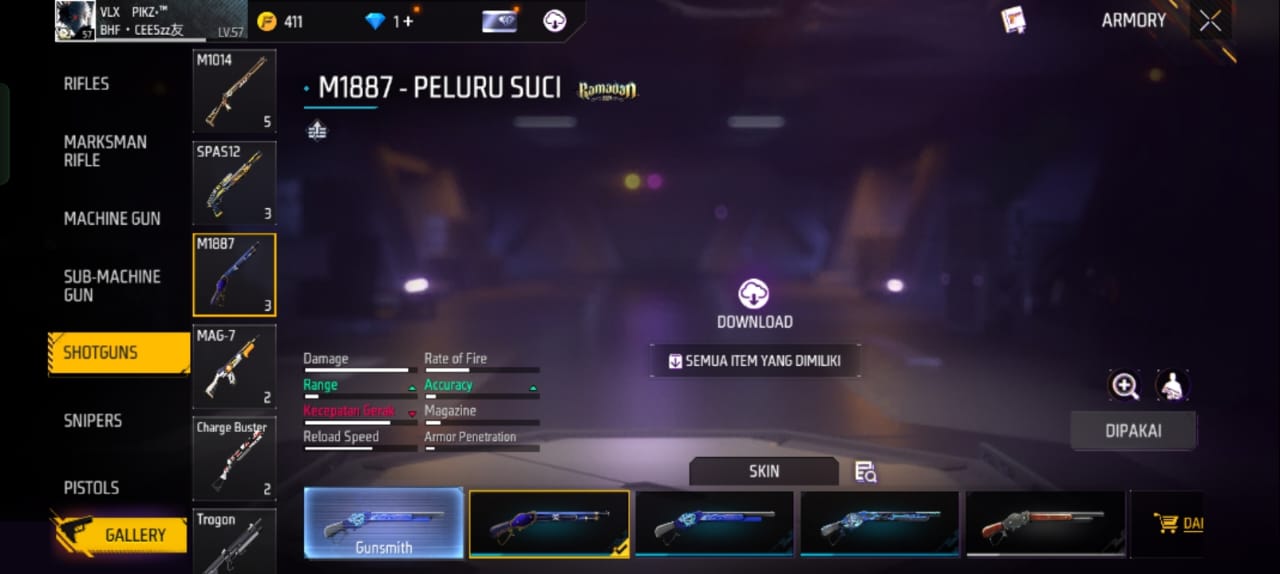 VLX PIKZ•™
BHF • CEE5zz友
57
LV.57
411
1 +
ARMORY
RIFLES
MARKSMAN
RIFLE
MACHINE GUN
SUB-MACHINE
GUN
SHOTGUNS
SNIPERS
PISTOLS
GALLERY
M1014
5
SPAS12
3
M1887
3
MAG-7
2
Charge Buster
2
Trogon
M1887 - PELURU SUCI
Ramadan
DOWNLOAD
SEMUA ITEM YANG DIMILIKI
Damage
Rate of Fire
Range
Accuracy
Kecepatan Gerak
Magazine
Reload Speed
Armor Penetration
DIPAKAI
SKIN
Gunsmith
DAI